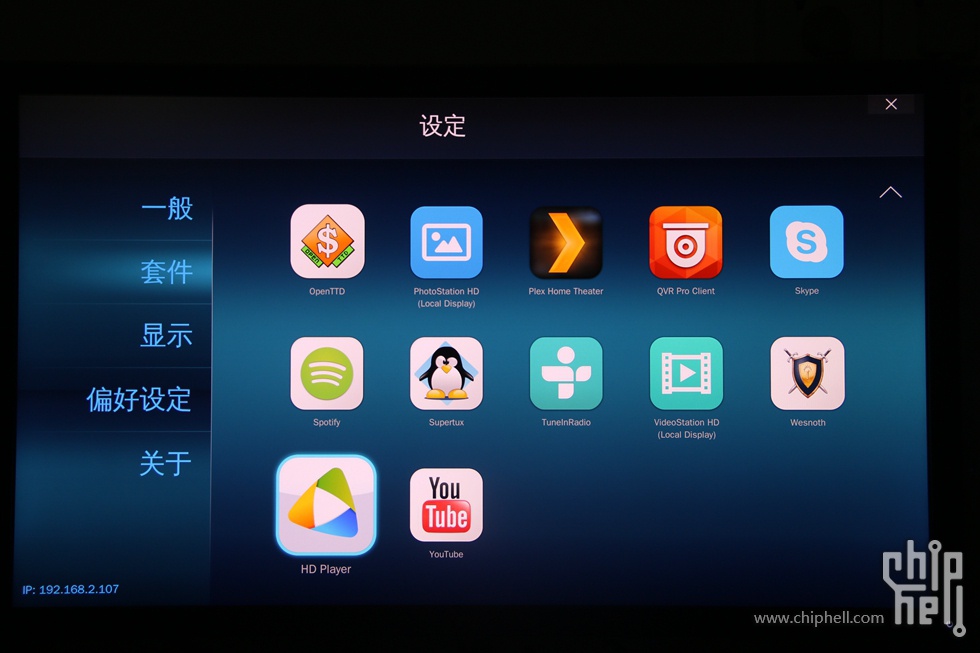 设定
一般
套件
显示
偏好设定
关于
IP: 192.168.2.107
$
OPEN TTD
OpenTTD
PhotoStation HD
(Local Display)
Plex Home Theater
QVR Pro Client
S
Skype
Spotify
Supertux
TuneInRadio
VideoStation HD
(Local Display)
Wesnoth
HD Player
You
Tube
YouTube
www.chiphell.com
chip
hell